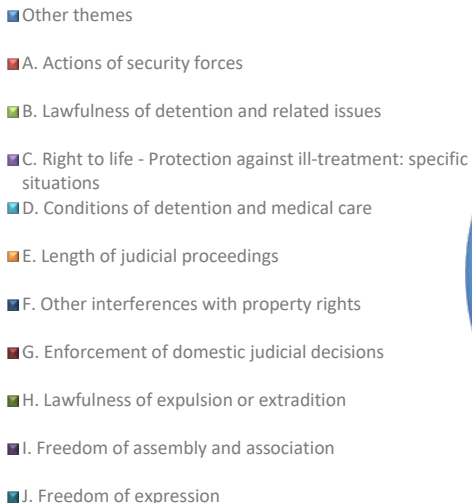 Other themes
A. Actions of security forces
B. Lawfulness of detention and related issues
C. Right to life - Protection against ill-treatment: specific
situations
D. Conditions of detention and medical care
E. Length of judicial proceedings
F. Other interferences with property rights
G. Enforcement of domestic judicial decisions
H. Lawfulness of expulsion or extradition
I. Freedom of assembly and association
J. Freedom of expression